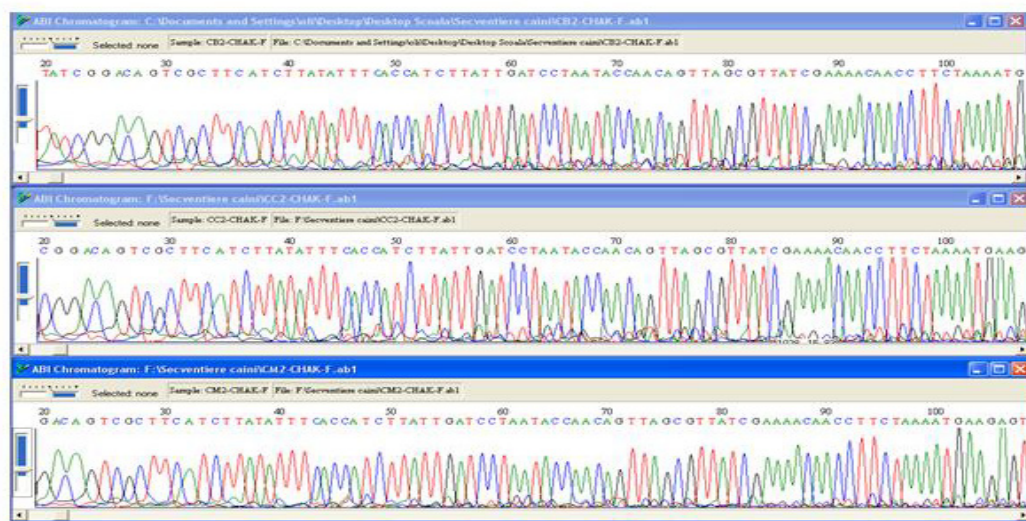 ABI Chromatogram: C:\Documents and Settings\oli\Desktop\Desktop Scoala\Secventiere caini\CB2-CHAK-F.ab1
Selected: none Sample: CB2-CHAK-F File: C:\Documents and Settings\oli\Desktop\Desktop Scoala\Secventiere caini\CB2-CHAK-F.ab1
20 30 40 50 60 70 80 90 100
TATCGGACAGTCGCTTCATCTTATATTTCACCATCTTATTGATCCTAATACCAACAGTTAGCGTTATCGAAAACAACCTTCTAAAATG
ABI Chromatogram: F:\Secventiere caini\CC2-CHAK-F.ab1
Selected: none Sample: CC2-CHAK-F File: F:\Secventiere caini\CC2-CHAK-F.ab1
20 30 40 50 60 70 80 90 100
CGGACAGTCGCTTCATCTTATATTTCACCATCTTATTGATCCTAATACCAACAGTTAGCGTTATCGAAAACAACCTTCTAAAATGAAG
ABI Chromatogram: F:\Secventiere caini\CM2-CHAK-F.ab1
Selected: none Sample: CM2-CHAK-F File: F:\Secventiere caini\CM2-CHAK-F.ab1
20 30 40 50 60 70 80 90 100
GACAGTCGCTTCATCTTATATTTCACCATCTTATTGATCCTAATACCAACAGTTAGCGTTATCGAAAACAACCTTCTAAAATGAAGAGT